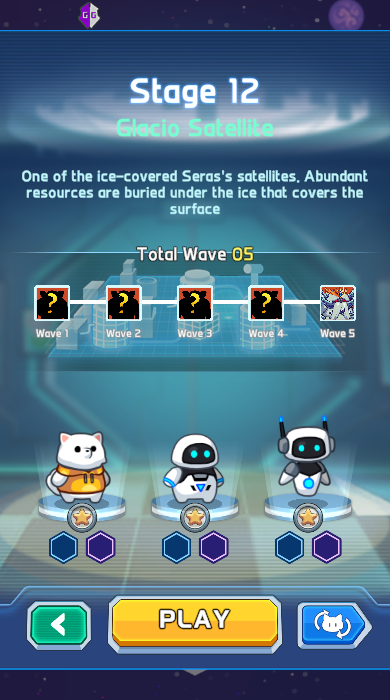 GG
Stage 12
Glacio Satellite
One of the ice-covered Seras's satellites, Abundant
resources are buried under the ice that covers the
surface
Total Wave 05
? ? ? ?
Wave 1 Wave 2 Wave 3 Wave 4 Wave 5
PLAY